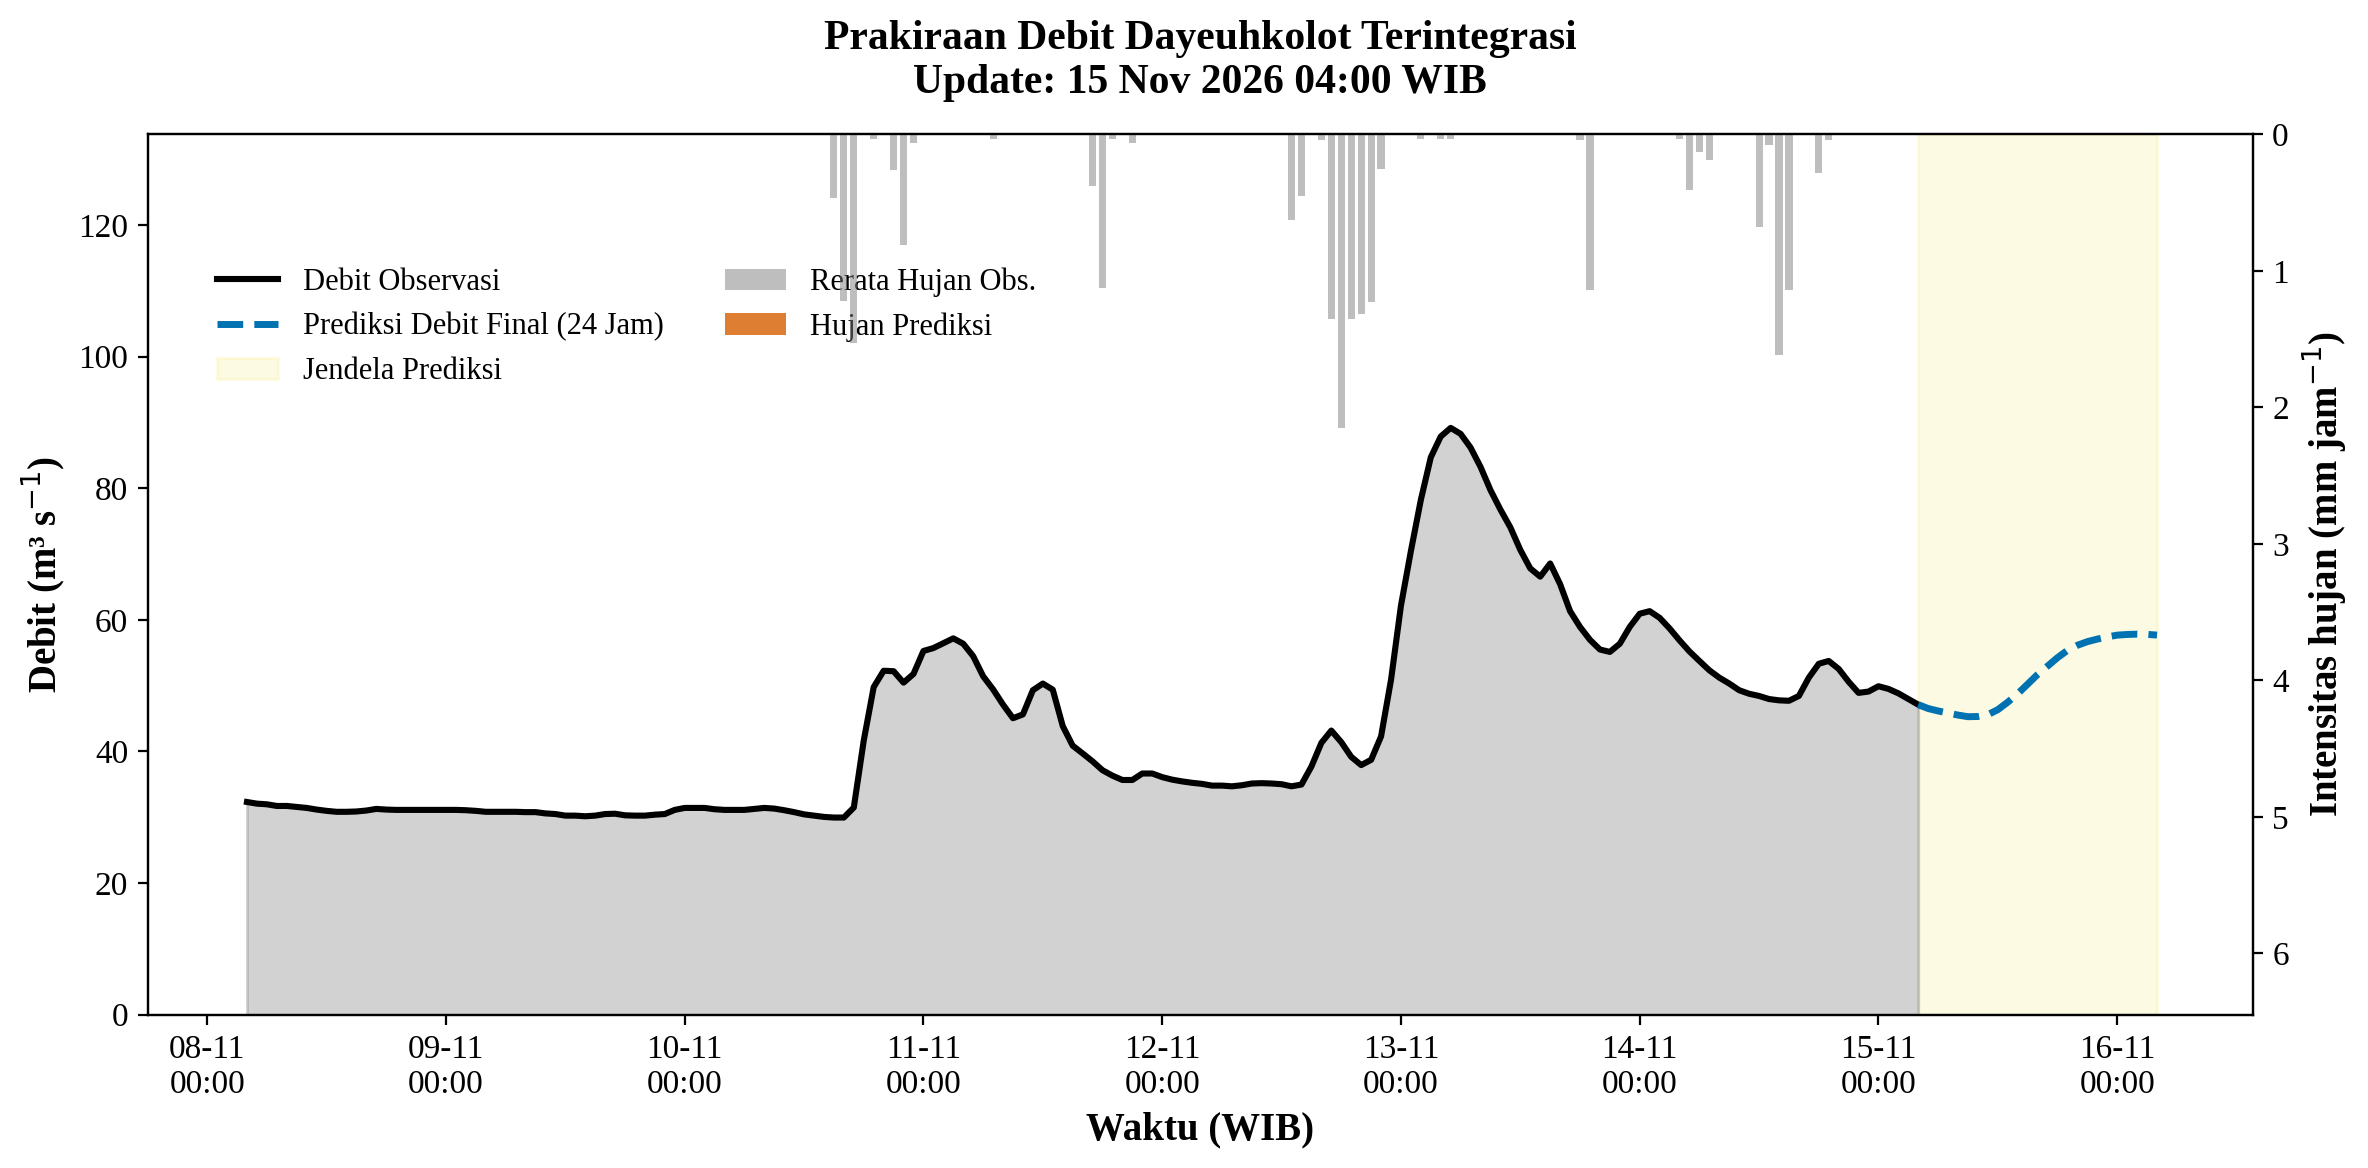 Prakiraan Debit Dayeuhkolot Terintegrasi
Update: 15 Nov 2026 04:00 WIB
Debit (m³ s⁻¹)
120
100
80
60
40
20
0
Debit Observasi
Prediksi Debit Final (24 Jam)
Jendela Prediksi
Rerata Hujan Obs.
Hujan Prediksi
0
1
2
3
4
5
6
Intensitas hujan (mm jam⁻¹)
08-11 09-11 10-11 11-11 12-11 13-11 14-11 15-11 16-11
00:00 00:00 00:00 00:00 00:00 00:00 00:00 00:00 00:00
Waktu (WIB)